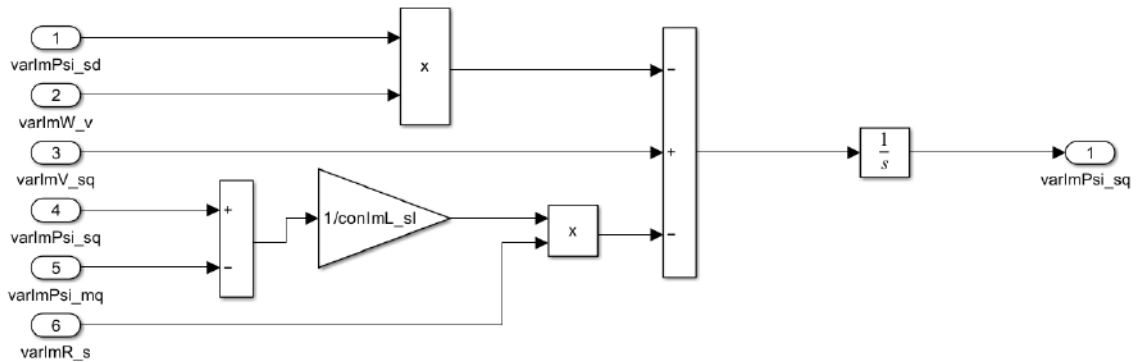 1
varImPsi_sd
2
varImW_v
3
varImV_sq
4
varImPsi_sq
5
varImPsi_mq
6
varImR_s
x
+
−
1/conImL_sl
x
−
+
−
1
s
1
varImPsi_sq